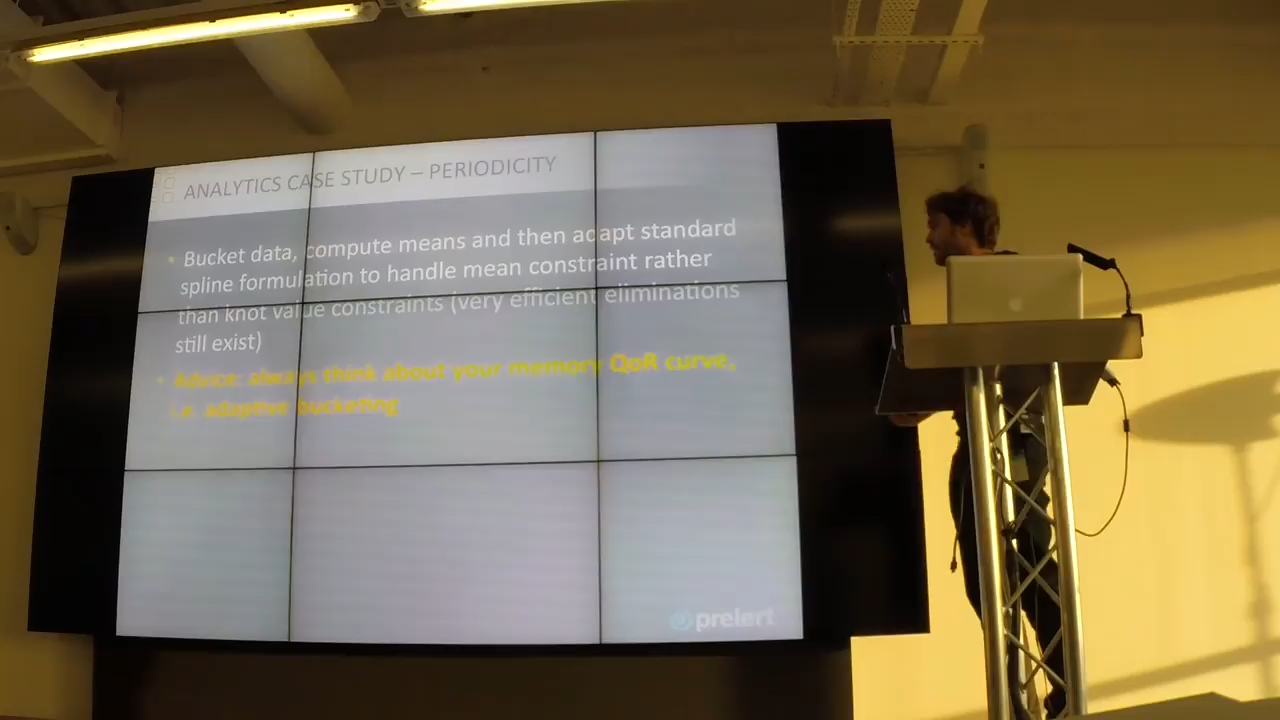 ANALYTICS CASE STUDY – PERIODICITY
• Bucket data, compute means and then adapt standard
spline formulation to handle mean constraint rather
than knot value constraints (very efficient eliminations
still exist)
• Advice: always think about your memory QoR curve,
i.e. adaptive bucketing
prelert